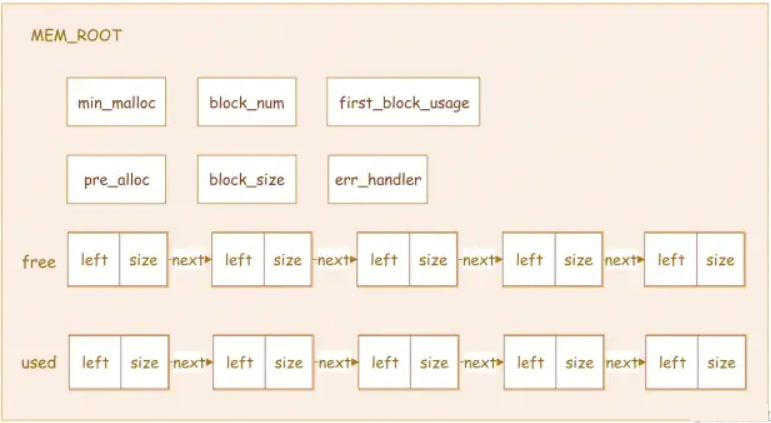 MEM_ROOT
min_malloc block_num first_block_usage
pre_alloc block_size err_handler
free left size next left size next left size next left size next left size
used left size next left size next left size next left size next left size